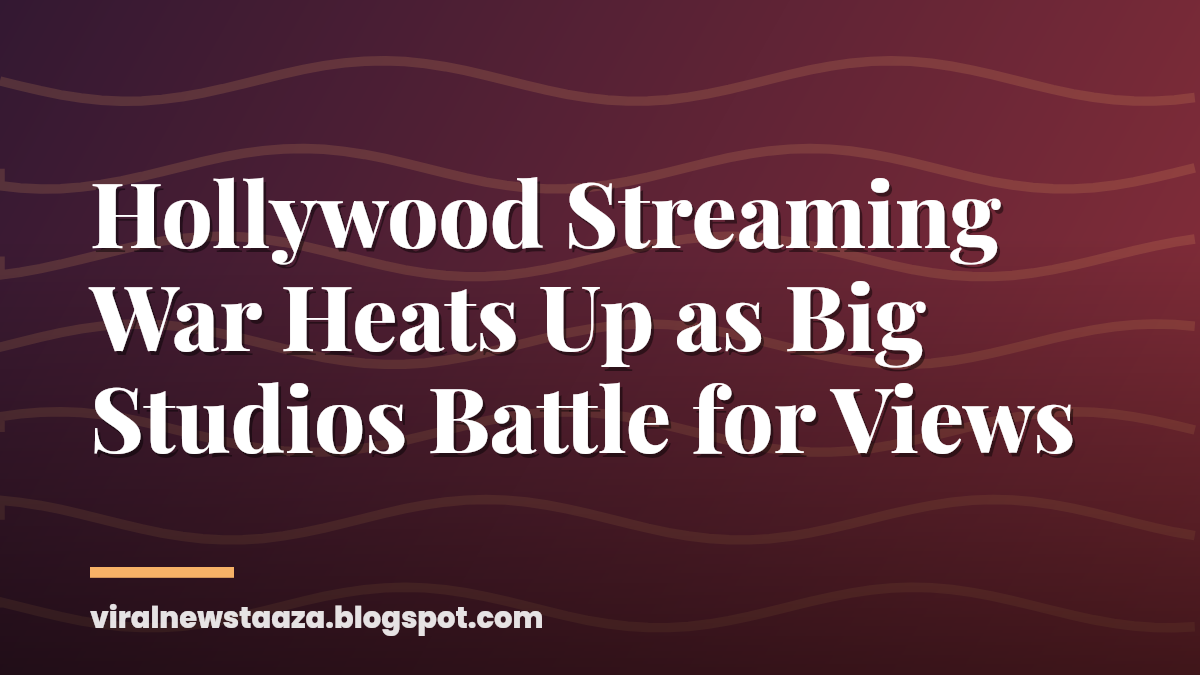 Hollywood Streaming
War Heats Up as Big
Studios Battle for Views
viralnewstaaza.blogspot.com